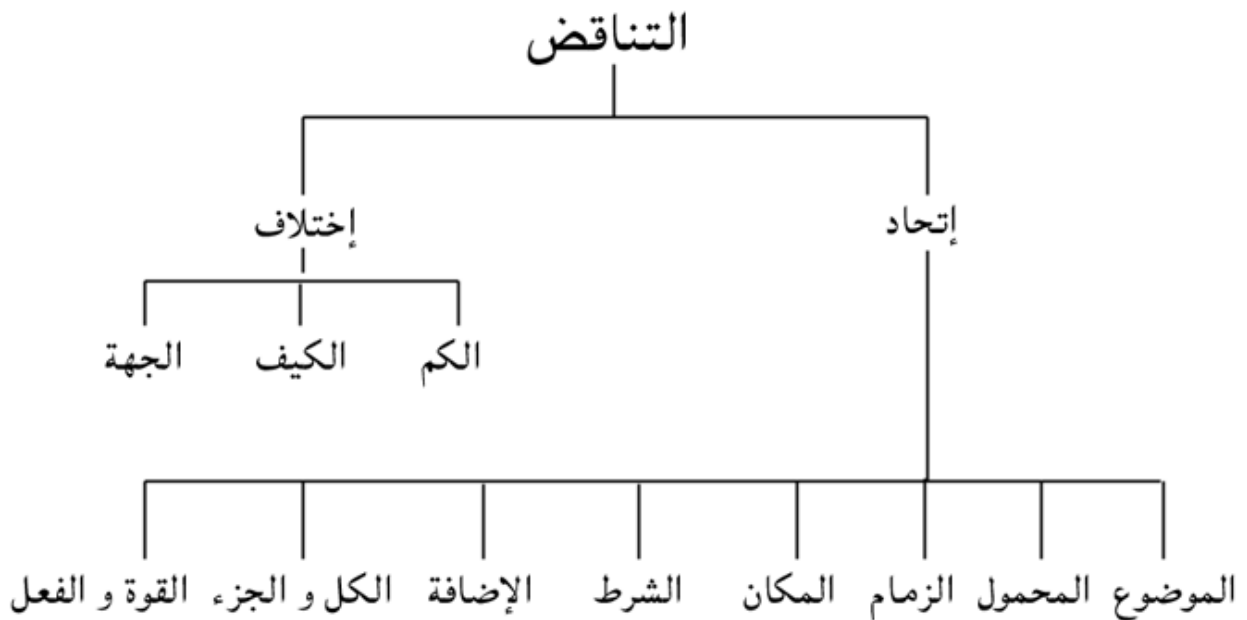 التناقض
إتحاد إختلاف
الكم الكيف الجهة
الموضوع المحمول الزمام المكان الشرط الإضافة الكل و الجزء القوة و الفعل